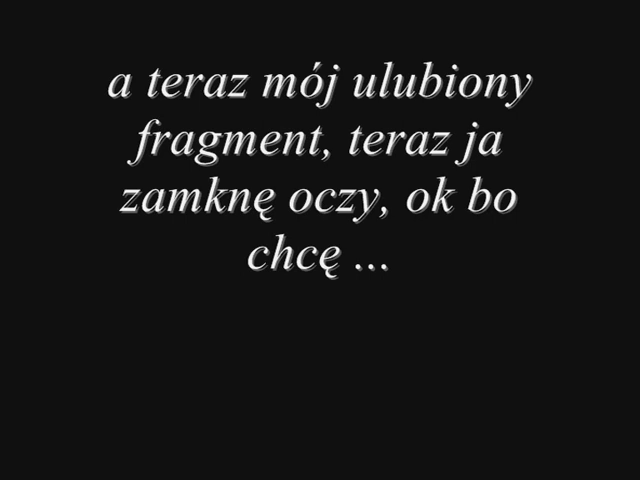 a teraz mój ulubiony
fragment, teraz ja
zamknę oczy, ok bo
chcę ...